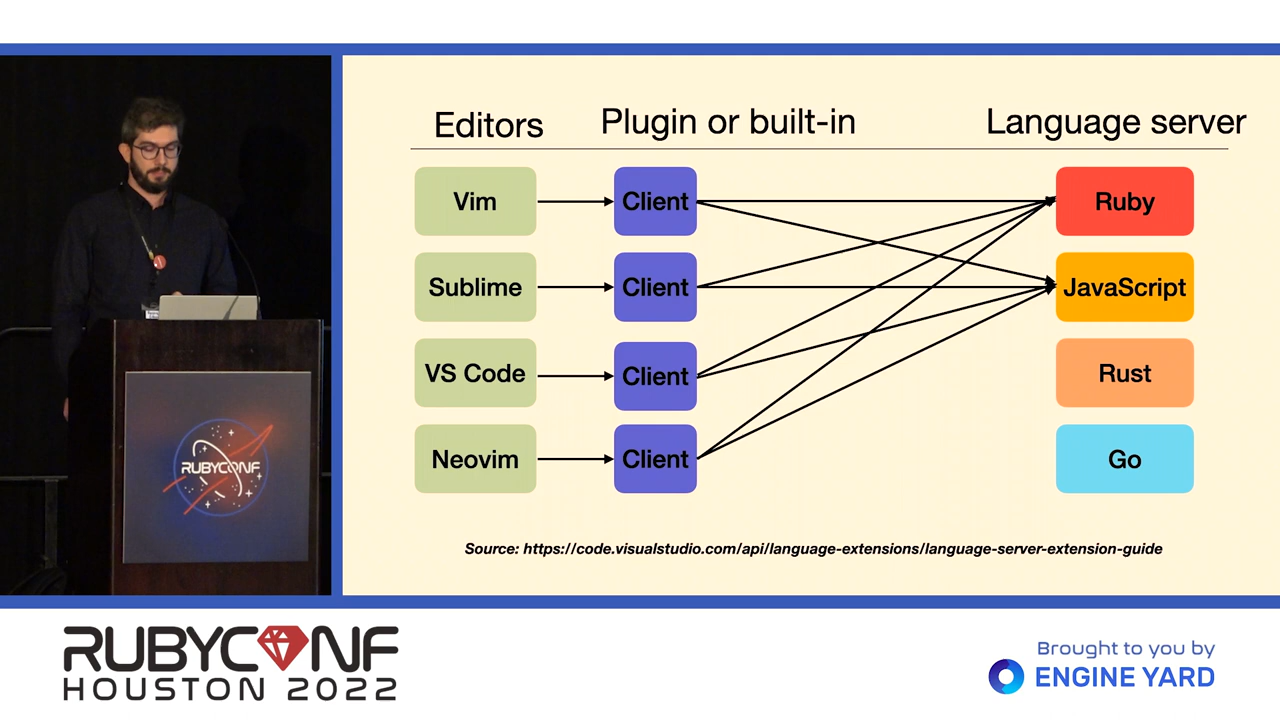 Editors Plugin or built-in Language server
Vim Client Ruby
Sublime Client JavaScript
VS Code Client Rust
Neovim Client Go
Source: https://code.visualstudio.com/api/language-extensions/language-server-extension-guide
RUBYCONF
RUBYCONF
HOUSTON 2022
Brought to you by
ENGINE YARD